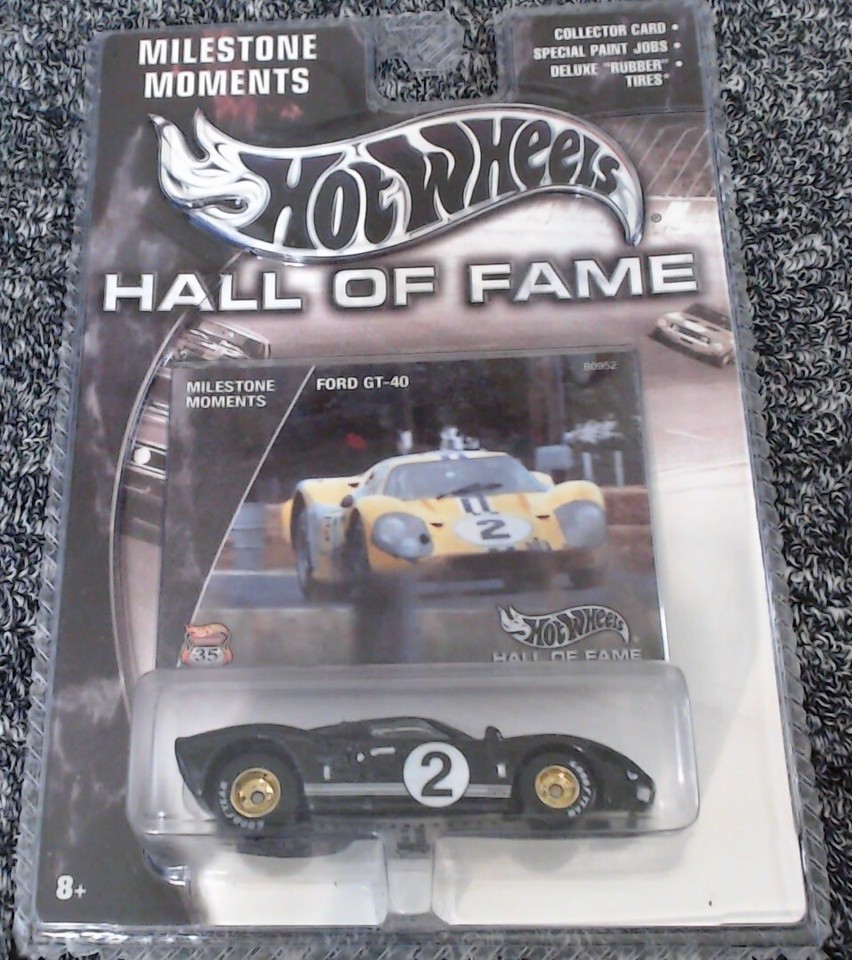 MILESTONE
MOMENTS
COLLECTOR CARD •
SPECIAL PAINT JOBS •
DELUXE "RUBBER" •
TIRES*
HOT WHEELS
®
HALL OF FAME
MILESTONE
MOMENTS
FORD GT-40
B0952
2
HOT WHEELS
HALL OF FAME
35
2
8+